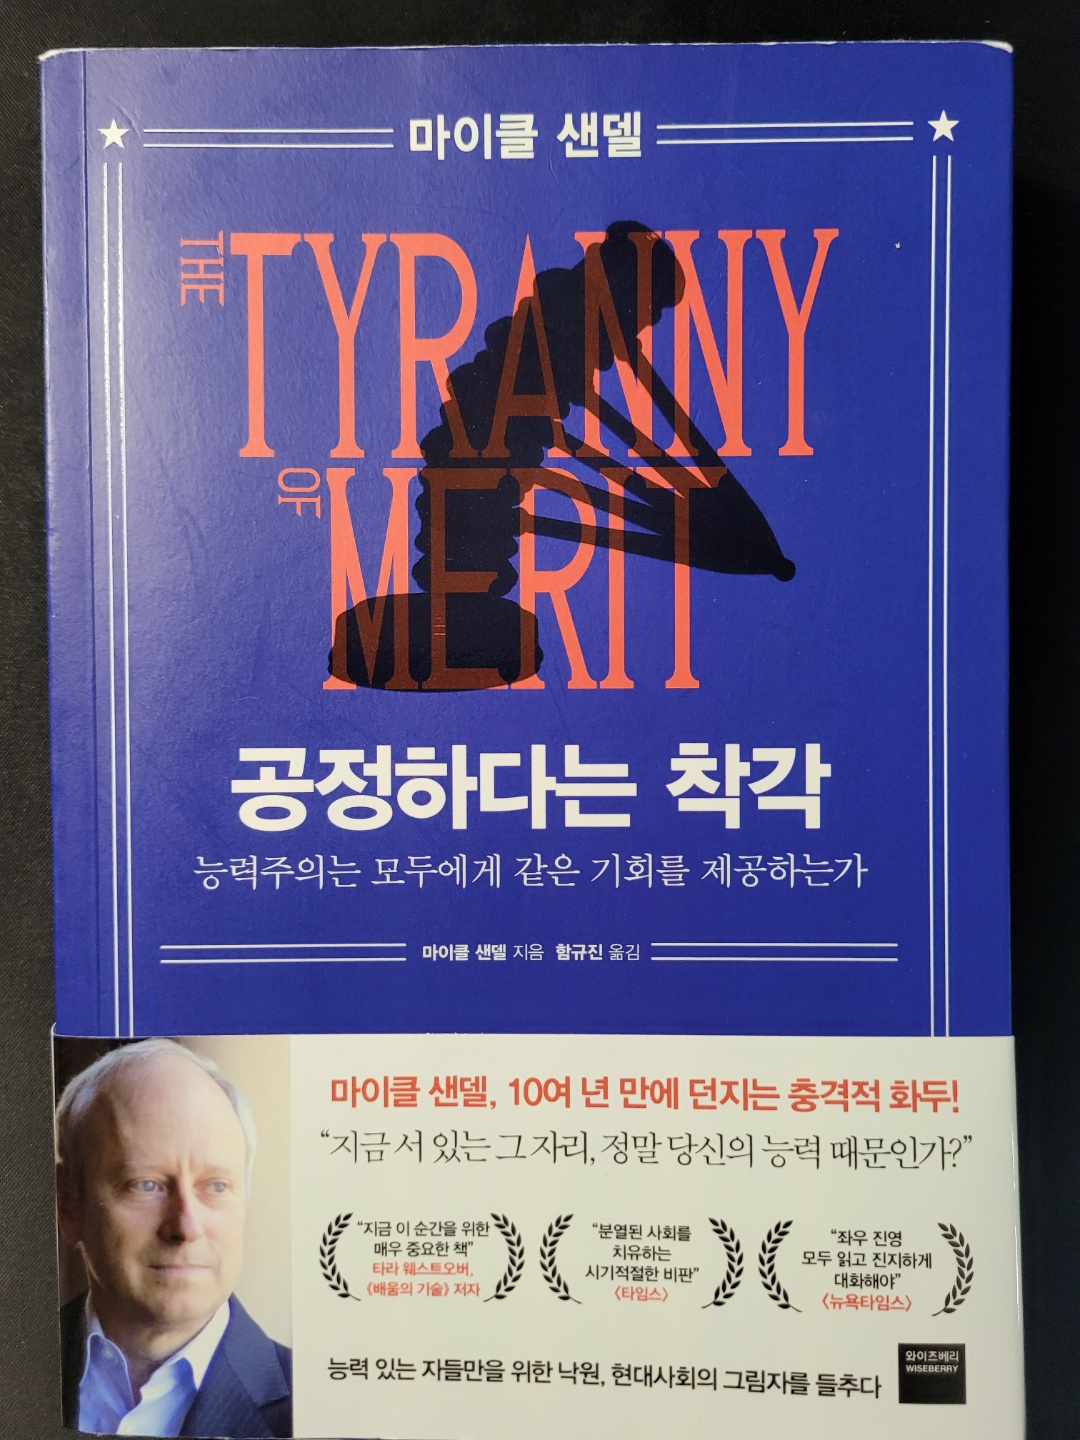 마이클 샌델
THE
TYRANNY
OF
MERIT
공정하다는 착각
능력주의는 모두에게 같은 기회를 제공하는가
마이클 샌델 지음 함규진 옮김
마이클 샌델, 10여 년 만에 던지는 충격적 화두!
“지금 서 있는 그 자리, 정말 당신의 능력 때문인가?”
“지금 이 순간을 위한
매우 중요한 책”
타라 웨스트오버,
《배움의 기술》 저자
“분열된 사회를
치유하는
시기적절한 비판”
〈타임스〉
“좌우 진영
모두 읽고 진지하게
대화해야”
〈뉴욕타임스〉
능력 있는 자들만을 위한 낙원, 현대사회의 그림자를 들추다
와이즈베리
WISEBERRY